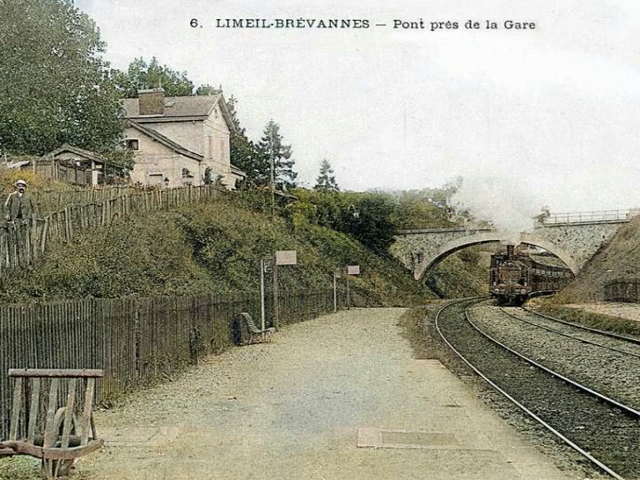 6. LIMEIL-BRÉVANNES — Pont près de la Gare